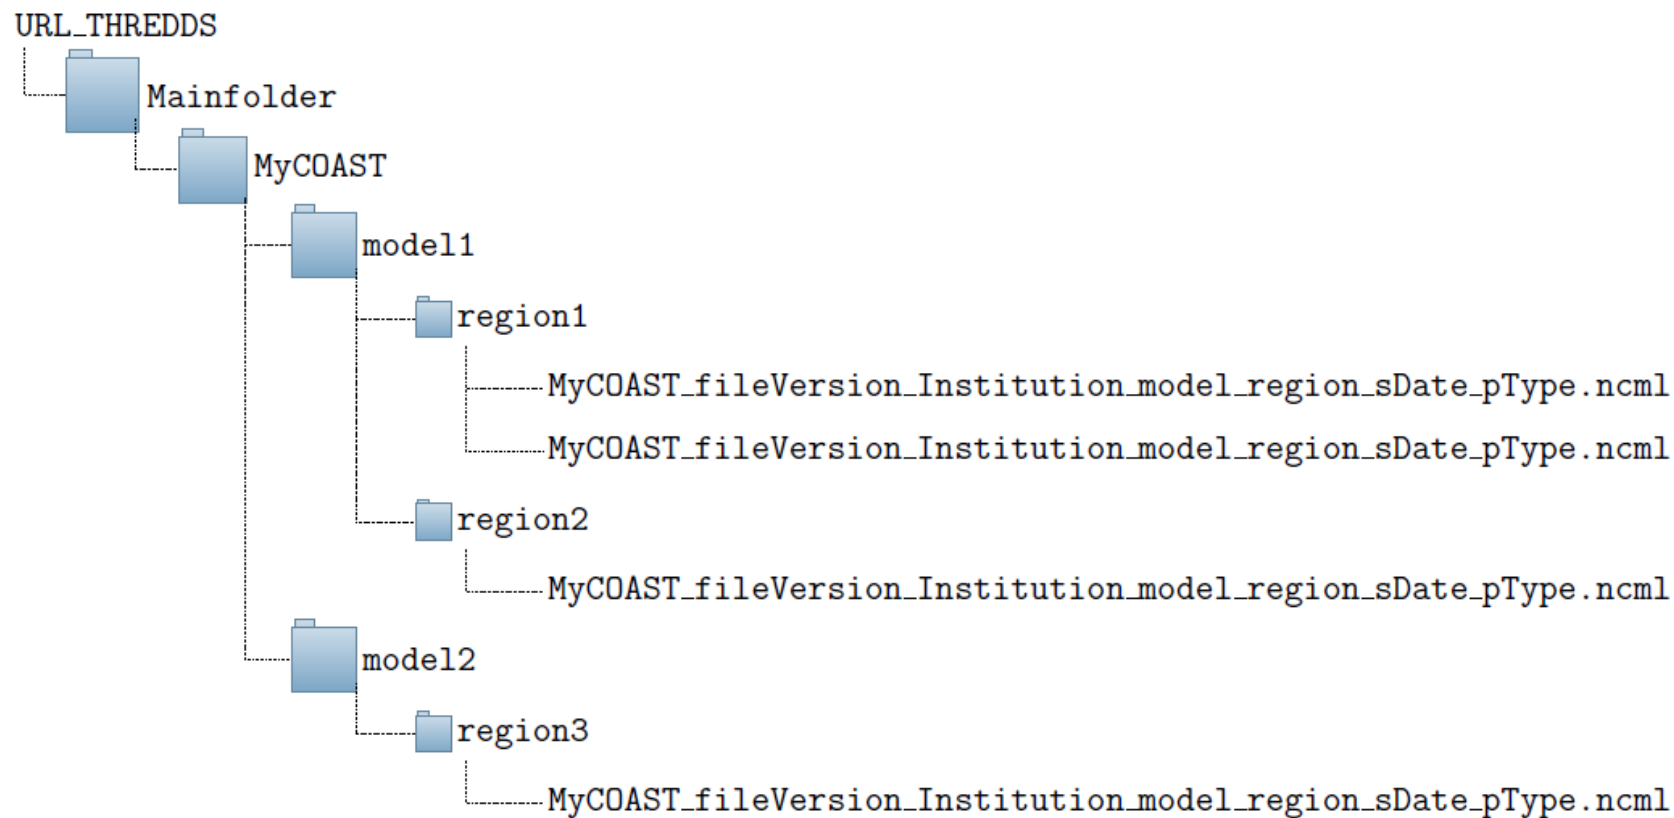 URL_THREDDS
Mainfolder
MyCOAST
model1
region1
MyCOAST_fileVersion_Institution_model_region_sDate_pType.ncml
MyCOAST_fileVersion_Institution_model_region_sDate_pType.ncml
region2
MyCOAST_fileVersion_Institution_model_region_sDate_pType.ncml
model2
region3
MyCOAST_fileVersion_Institution_model_region_sDate_pType.ncml